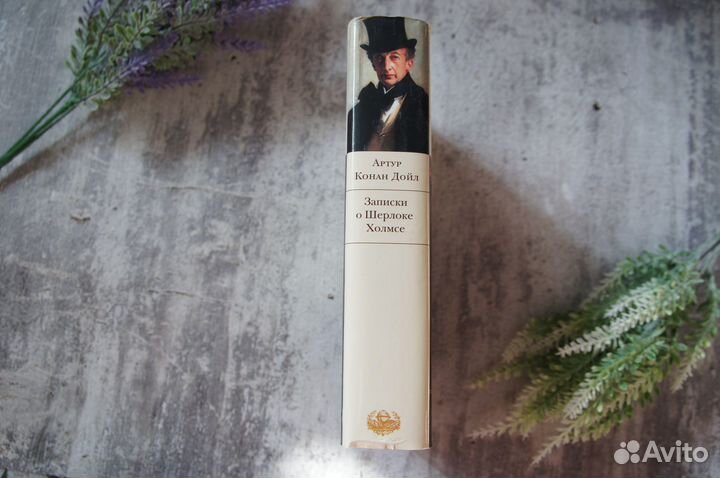 Артур
Конан Дойл
Записки
о Шерлоке
Холмсе
Avito